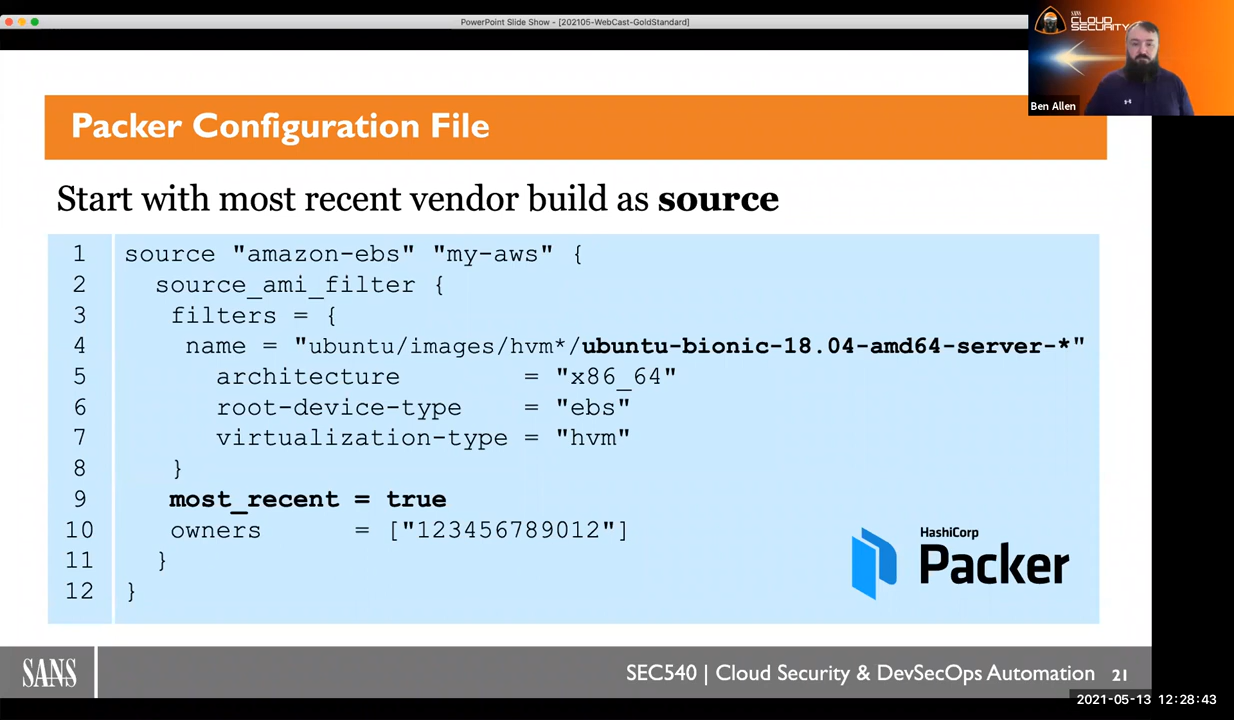 PowerPoint Slide Show - [202105-WebCast-GoldStandard]
SANS
CLOUD
SECURITY
Ben Allen
Packer Configuration File
Start with most recent vendor build as source
1 source "amazon-ebs" "my-aws" {
2 source_ami_filter {
3 filters = {
4 name = "ubuntu/images/hvm*/ubuntu-bionic-18.04-amd64-server-*"
5 architecture = "x86_64"
6 root-device-type = "ebs"
7 virtualization-type = "hvm"
8 }
9 most_recent = true
10 owners = ["123456789012"]
11 }
12 }
HashiCorp
Packer
SANS
SEC540 | Cloud Security & DevSecOps Automation 21
2021-05-13 12:28:43